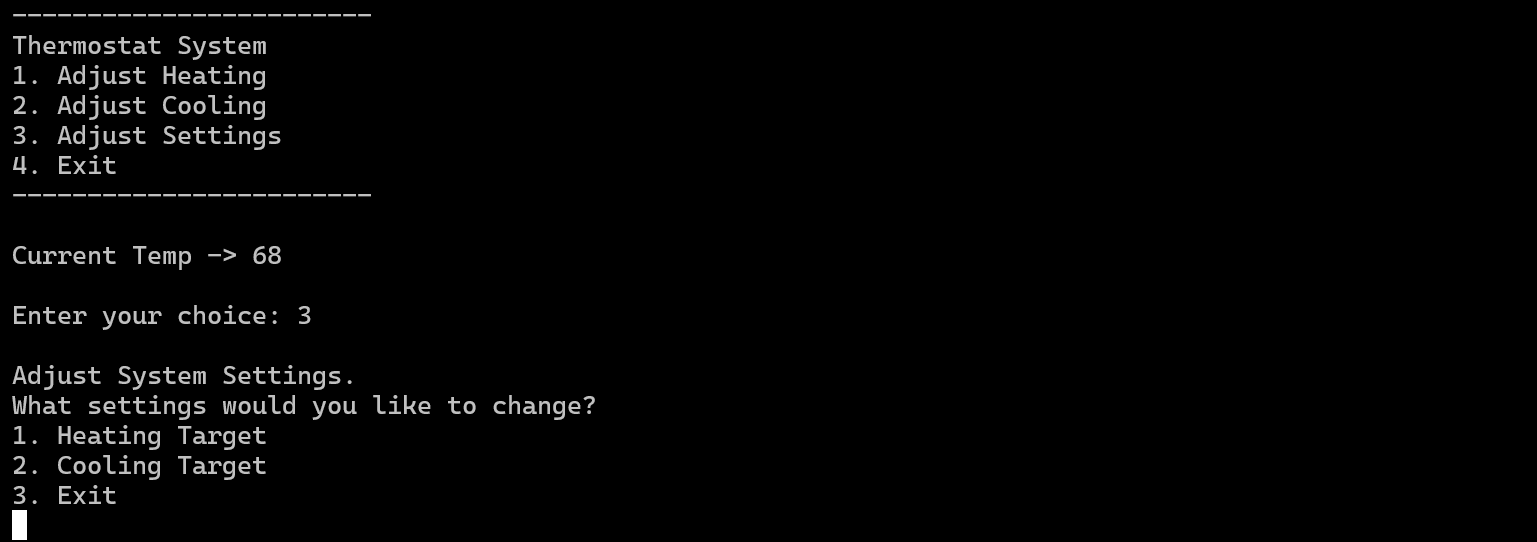 ------------------------
Thermostat System
1. Adjust Heating
2. Adjust Cooling
3. Adjust Settings
4. Exit
------------------------
Current Temp -> 68
Enter your choice: 3
Adjust System Settings.
What settings would you like to change?
1. Heating Target
2. Cooling Target
3. Exit